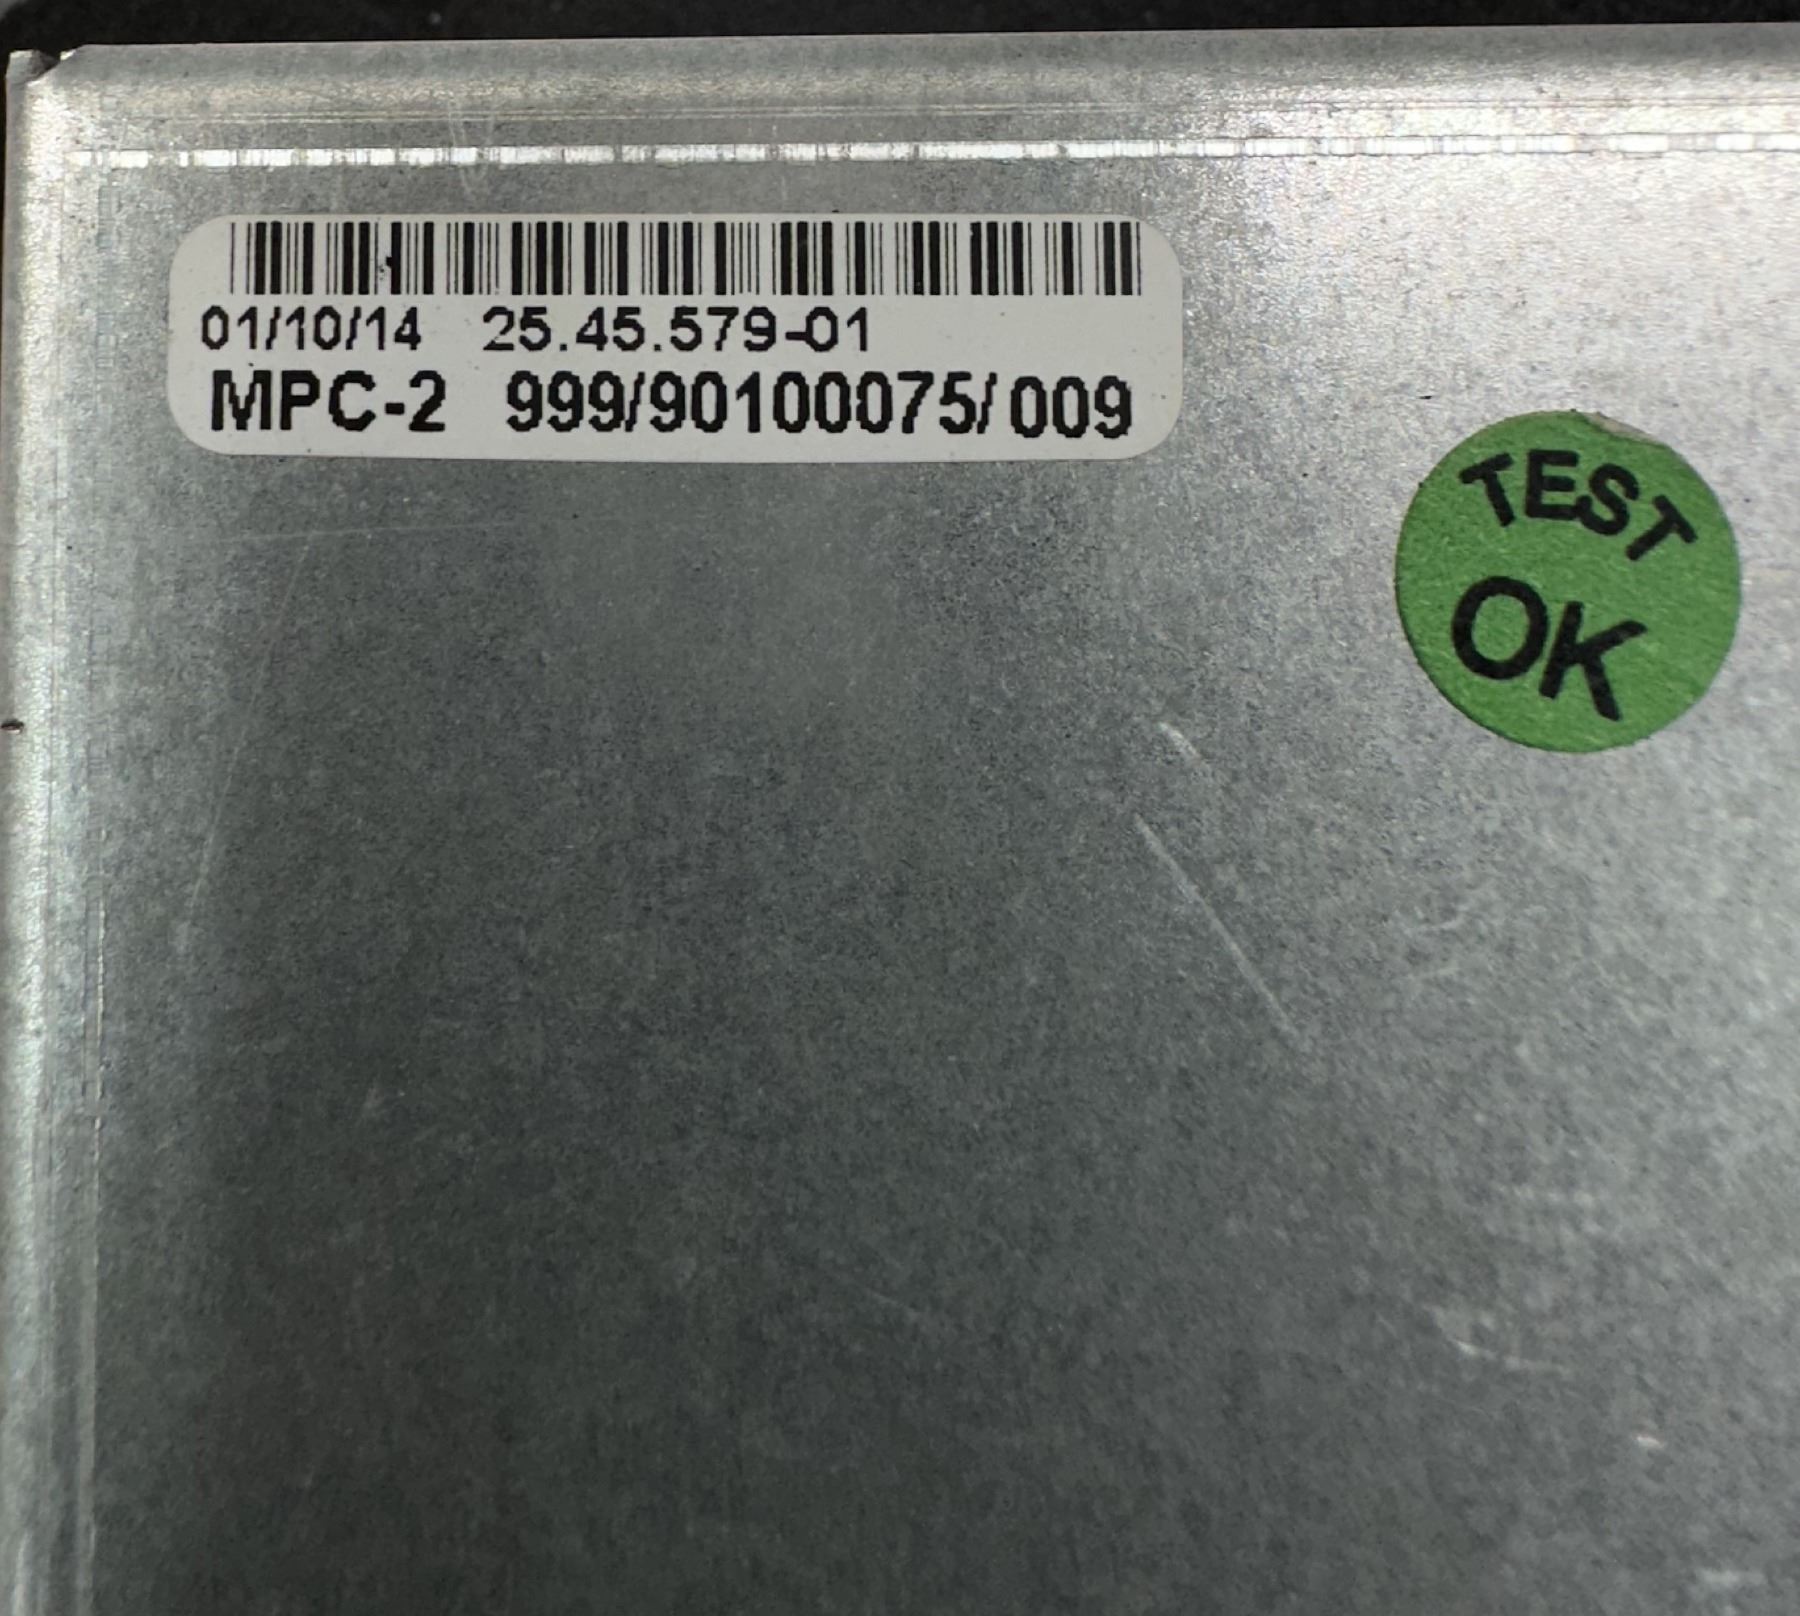 01/10/14 25.45.579-01
MPC-2 999/90100075/009
TEST
OK